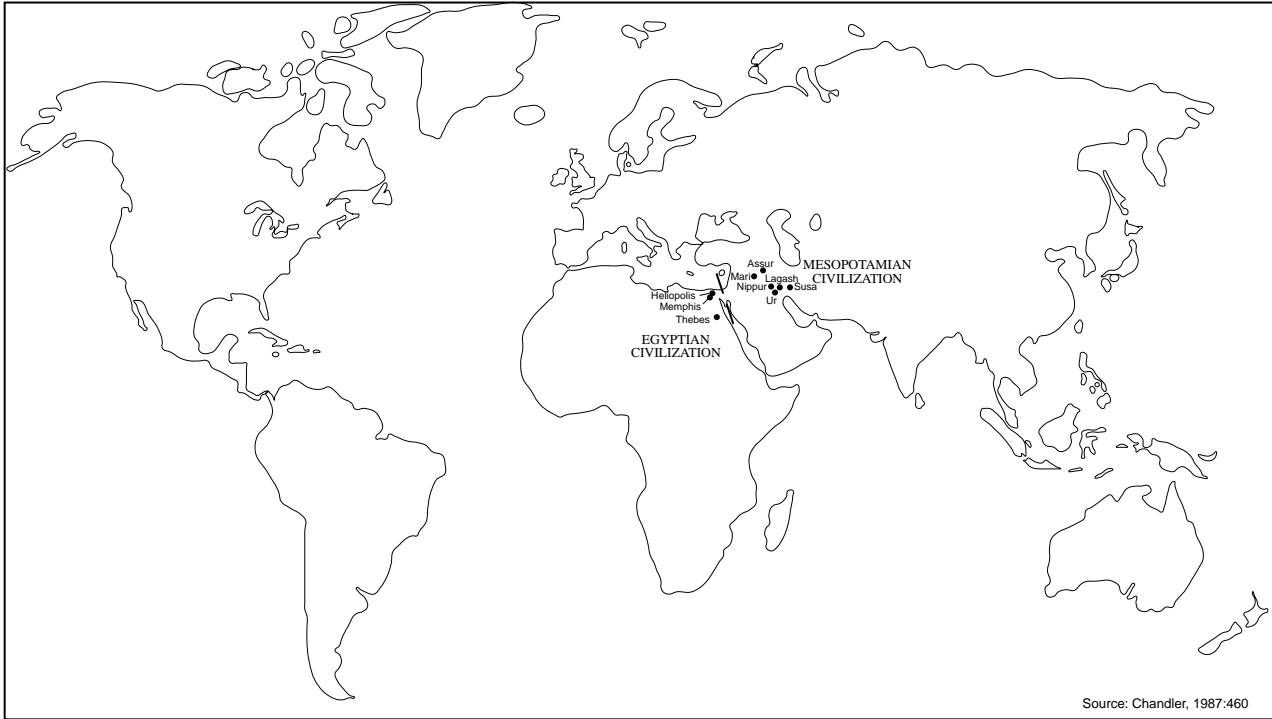 Assur
MESOPOTAMIAN
CIVILIZATION
Mari
Lagash
Nippur
Susa
Ur
Heliopolis
Memphis
Thebes
EGYPTIAN
CIVILIZATION
Source: Chandler, 1987:460